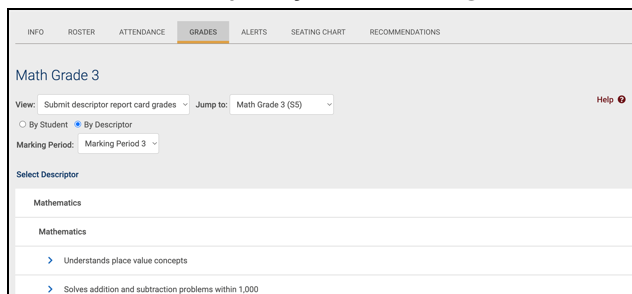 INFO ROSTER ATTENDANCE GRADES ALERTS SEATING CHART RECOMMENDATIONS
Math Grade 3
View: Submit descriptor report card grades Jump to: Math Grade 3 (S5) Help ?
By Student By Descriptor
Marking Period: Marking Period 3
Select Descriptor
Mathematics
Mathematics
Understands place value concepts
Solves addition and subtraction problems within 1,000